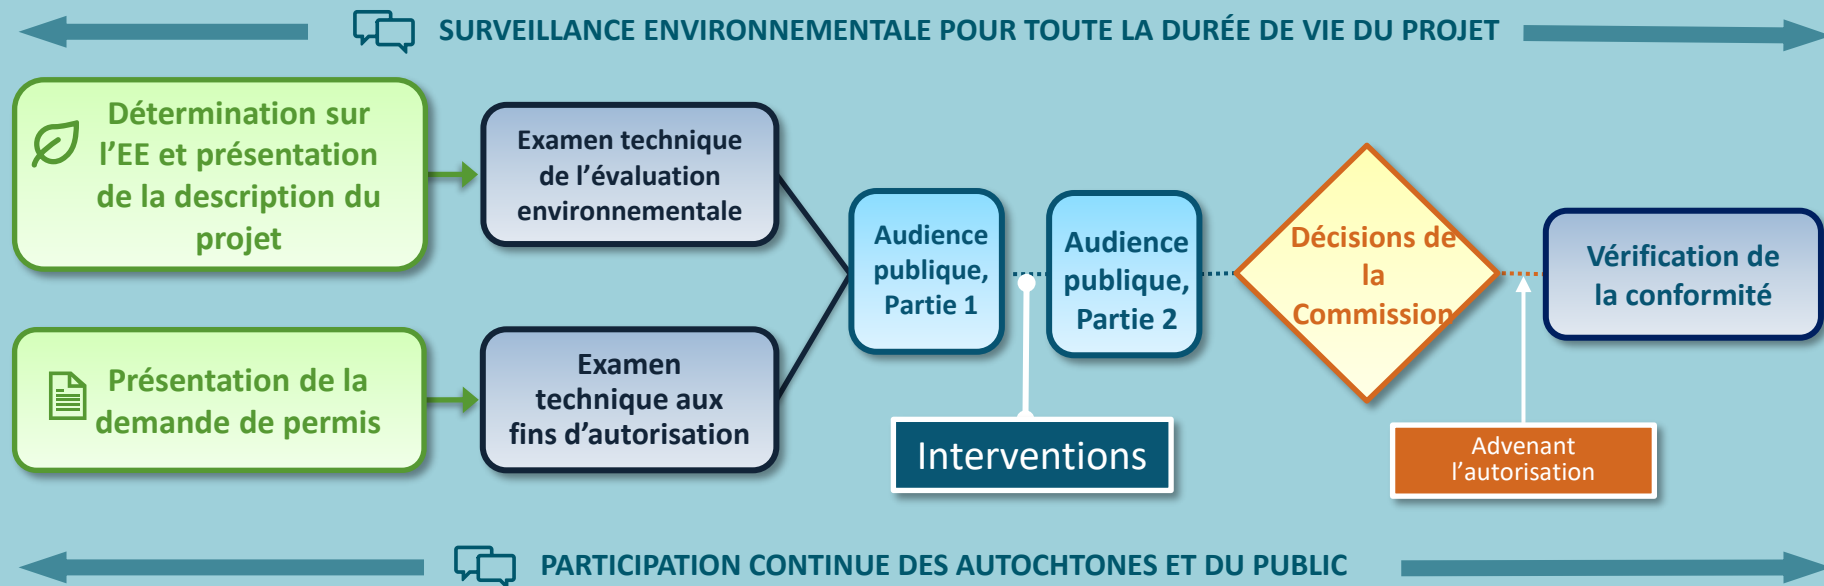 SURVEILLANCE ENVIRONNEMENTALE POUR TOUTE LA DURÉE DE VIE DU PROJET
Détermination sur
l’EE et présentation
de la description du
projet
Examen technique
de l’évaluation
environnementale
Présentation de la
demande de permis
Examen
technique aux
fins d’autorisation
Audience
publique,
Partie 1
Interventions
Audience
publique,
Partie 2
Décisions de
la
Commission
Advenant
l’autorisation
Vérification de
la conformité
PARTICIPATION CONTINUE DES AUTOCHTONES ET DU PUBLIC